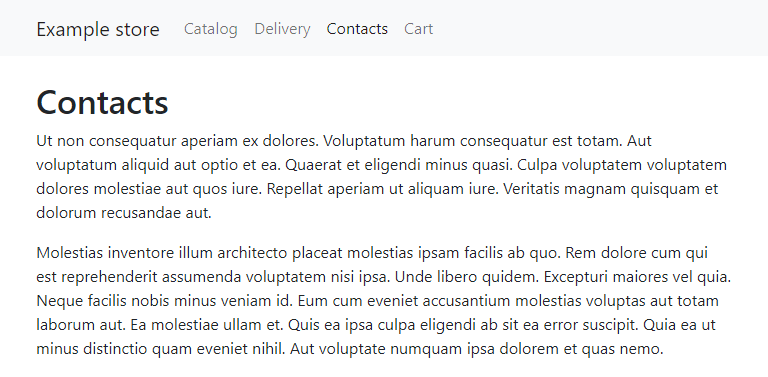 Example store Catalog Delivery Contacts Cart
Contacts
Ut non consequatur aperiam ex dolores. Voluptatum harum consequatur est totam. Aut
voluptatum aliquid aut optio et ea. Quaerat et eligendi minus quasi. Culpa voluptatem voluptatem
dolores molestiae aut quos iure. Repellat aperiam ut aliquam iure. Veritatis magnam quisquam et
dolorum recusandae aut.
Molestias inventore illum architecto placeat molestias ipsam facilis ab quo. Rem dolore cum qui
est reprehenderit assumenda voluptatem nisi ipsa. Unde libero quidem. Excepturi maiores vel quia.
Neque facilis nobis minus veniam id. Eum cum eveniet accusantium molestias voluptas aut totam
laborum aut. Ea molestiae ullam et. Quis ea ipsa culpa eligendi ab sit ea error suscipit. Quia ea ut
minus distinctio quam eveniet nihil. Aut voluptate numquam ipsa dolorem et quas nemo.